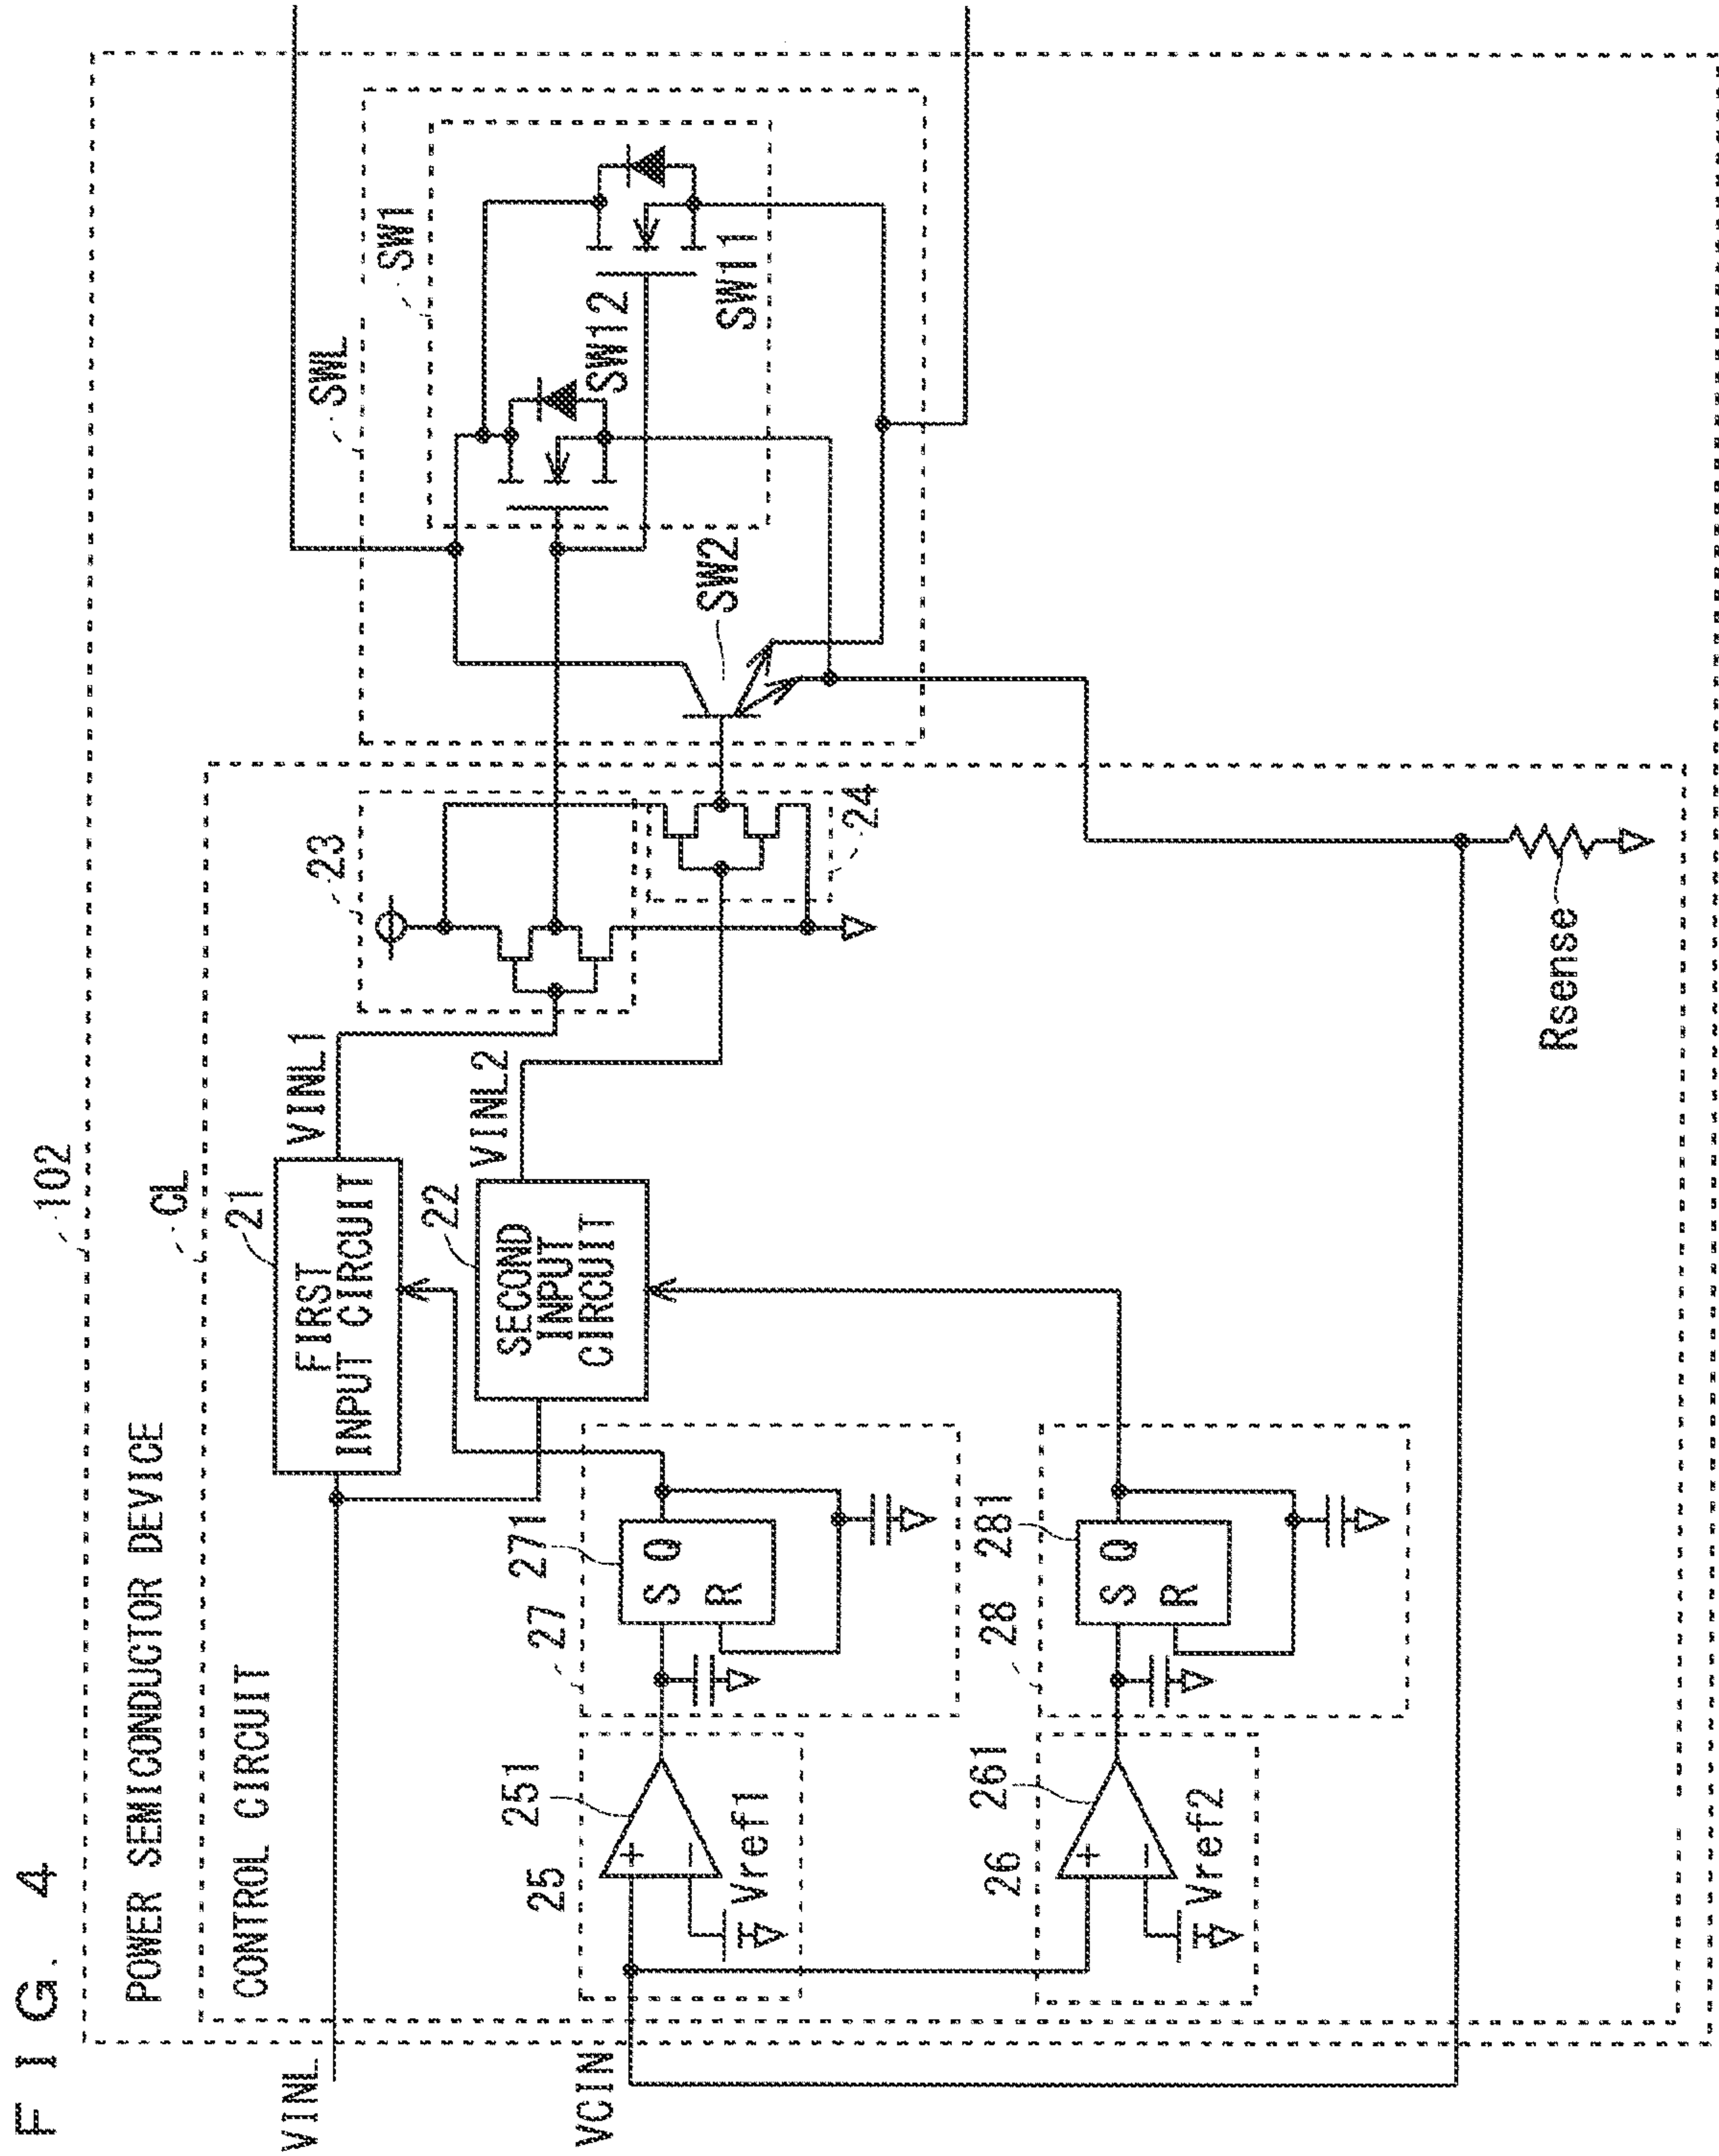 F I G. 4
102
POWER SEMICONDUCTOR DEVICE
CL
CONTROL CIRCUIT
VINL
21
FIRST
INPUT CIRCUIT
VINL1
22
SECOND
INPUT
CIRCUIT
VINL2
23
24
SWL
SW1
SW12
SW11
SW2
VCIN
25
251
+
−
Vref1
27
271
S Q
R
26
261
+
−
Vref2
28
281
S Q
R
Rsense